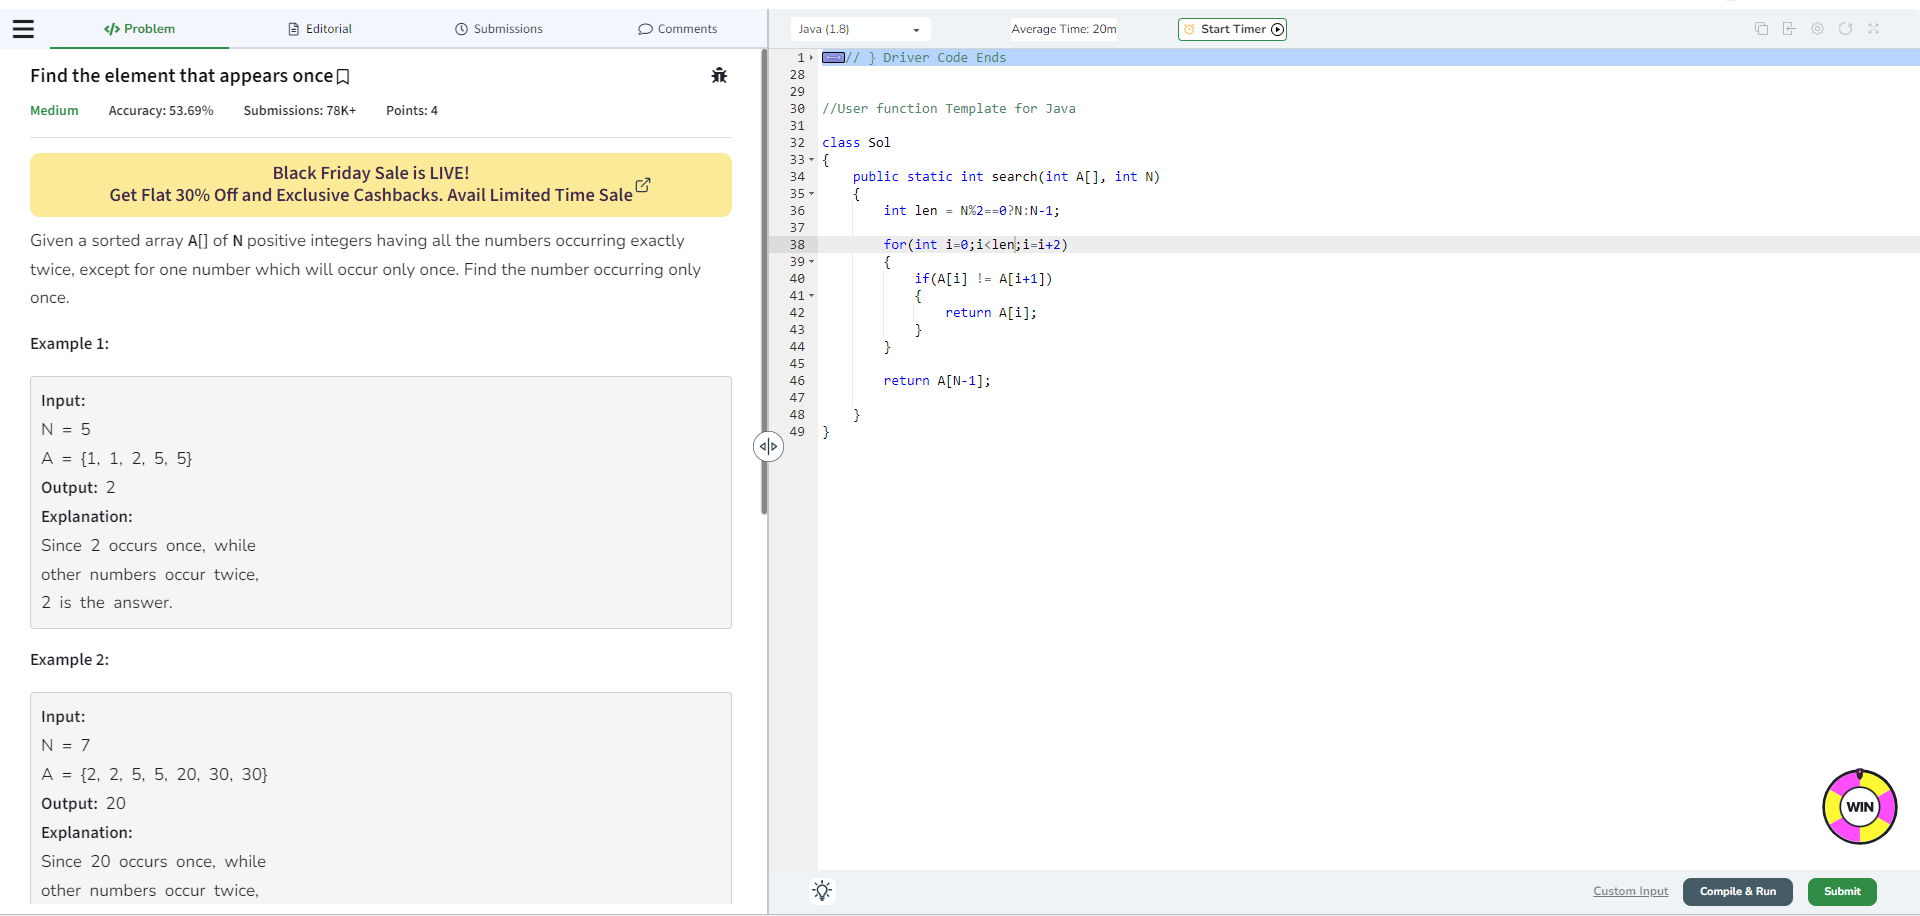 Problem
Editorial
Submissions
Comments
Find the element that appears once
Medium
Accuracy: 53.69%
Submissions: 78K+
Points: 4
Black Friday Sale is LIVE!
Get Flat 30% Off and Exclusive Cashbacks. Avail Limited Time Sale
Given a sorted array A[] of N positive integers having all the numbers occurring exactly
twice, except for one number which will occur only once. Find the number occurring only
once.
Example 1:
Input:
N = 5
A = {1, 1, 2, 5, 5}
Output: 2
Explanation:
Since 2 occurs once, while
other numbers occur twice,
2 is the answer.
Example 2:
Input:
N = 7
A = {2, 2, 5, 5, 20, 30, 30}
Output: 20
Explanation:
Since 20 occurs once, while
other numbers occur twice,
Java (1.8)
Average Time: 20m
Start Timer
1 // } Driver Code Ends
28
29
30 //User function Template for Java
31
32 class Sol
33 {
34 public static int search(int A[], int N)
35 {
36 int len = N%2==0?N:N-1;
37
38 for(int i=0;i<len;i=i+2)
39 {
40 if(A[i] != A[i+1])
41 {
42 return A[i];
43 }
44 }
45
46 return A[N-1];
47
48 }
49 }
WIN
Custom Input
Compile & Run
Submit